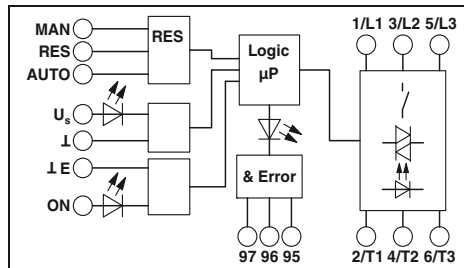 MAN
RES
AUTO
RES
Us
⊥
⊥ E
ON
Logic
µP
& Error
97 96 95
1/L1 3/L2 5/L3
2/T1 4/T2 6/T3